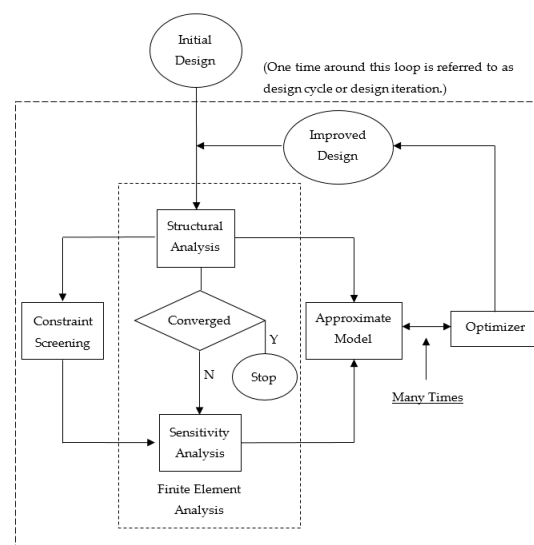 Initial
Design
(One time around this loop is referred to as
design cycle or design iteration.)
Improved
Design
Structural
Analysis
Constraint
Screening
Converged
Approximate
Model
Optimizer
Y
Stop
N
Many Times
Sensitivity
Analysis
Finite Element
Analysis